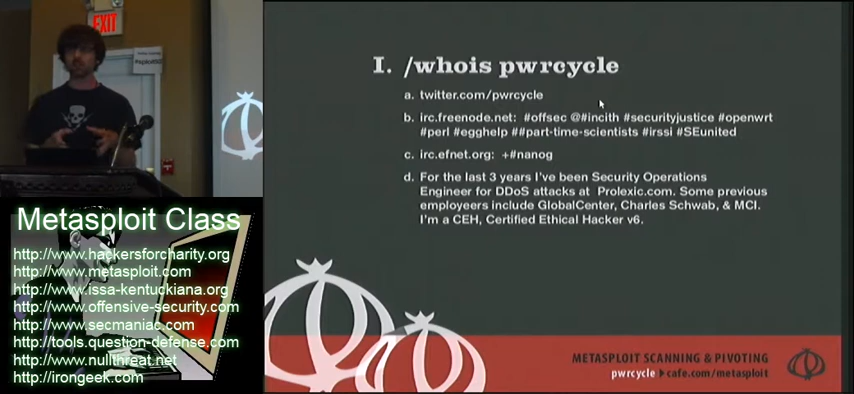 EXIT
I. /whois pwrcycle
a. twitter.com/pwrcycle
b. irc.freenode.net: #offsec @#incith #securityjustice #openwrt
#perl #egghelp ##part-time-scientists #irssi #SEunited
c. irc.efnet.org: +#nanog
d. For the last 3 years I've been Security Operations
Engineer for DDoS attacks at Prolexic.com. Some previous
employeers include GlobalCenter, Charles Schwab, & MCI.
I'm a CEH, Certified Ethical Hacker v6.
METASPLOIT SCANNING & PIVOTING
pwrcycle cafe.com/metasploit
Metasploit Class
http://www.hackersforcharity.org
http://www.metasploit.com
http://www.issa-kentuckiana.org
http://www.offensive-security.com
http://www.secmaniac.com
http://tools.question-defense.com
http://www.nullthreat.net
http://irongeek.com